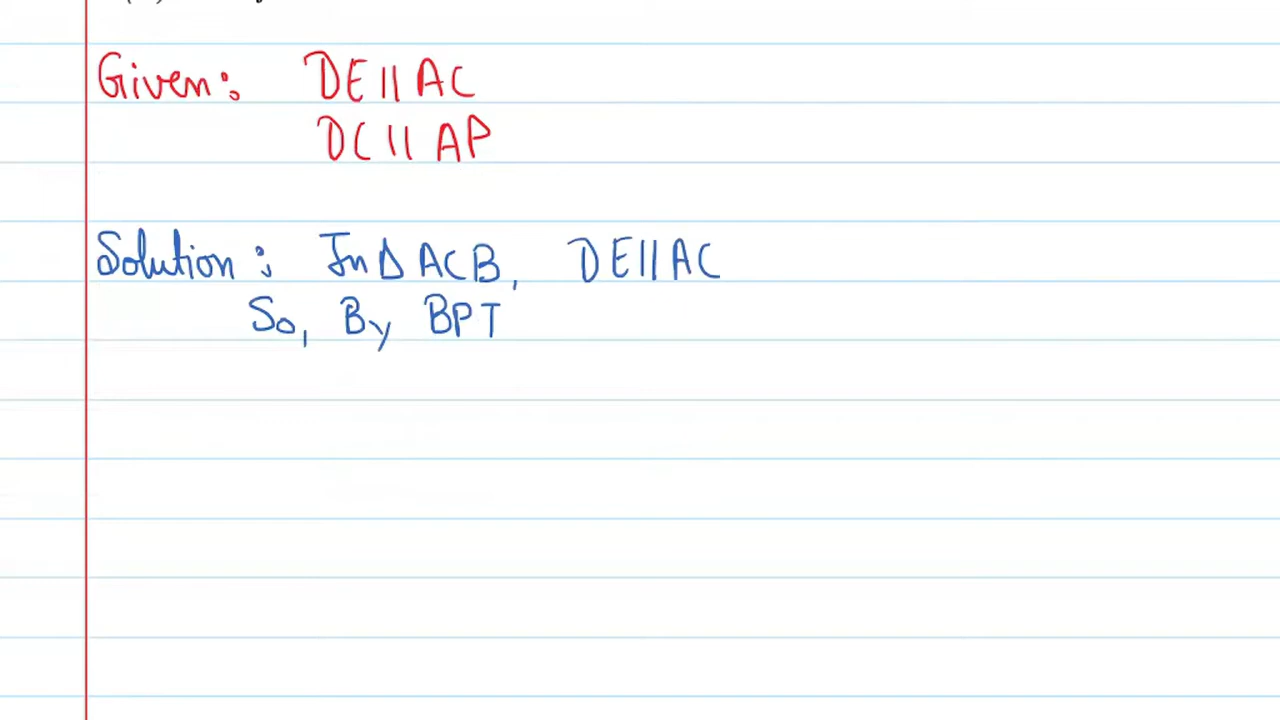 Given: DE || AC
DC || AP
Solution: In Δ ACB, DE || AC
So, By BPT